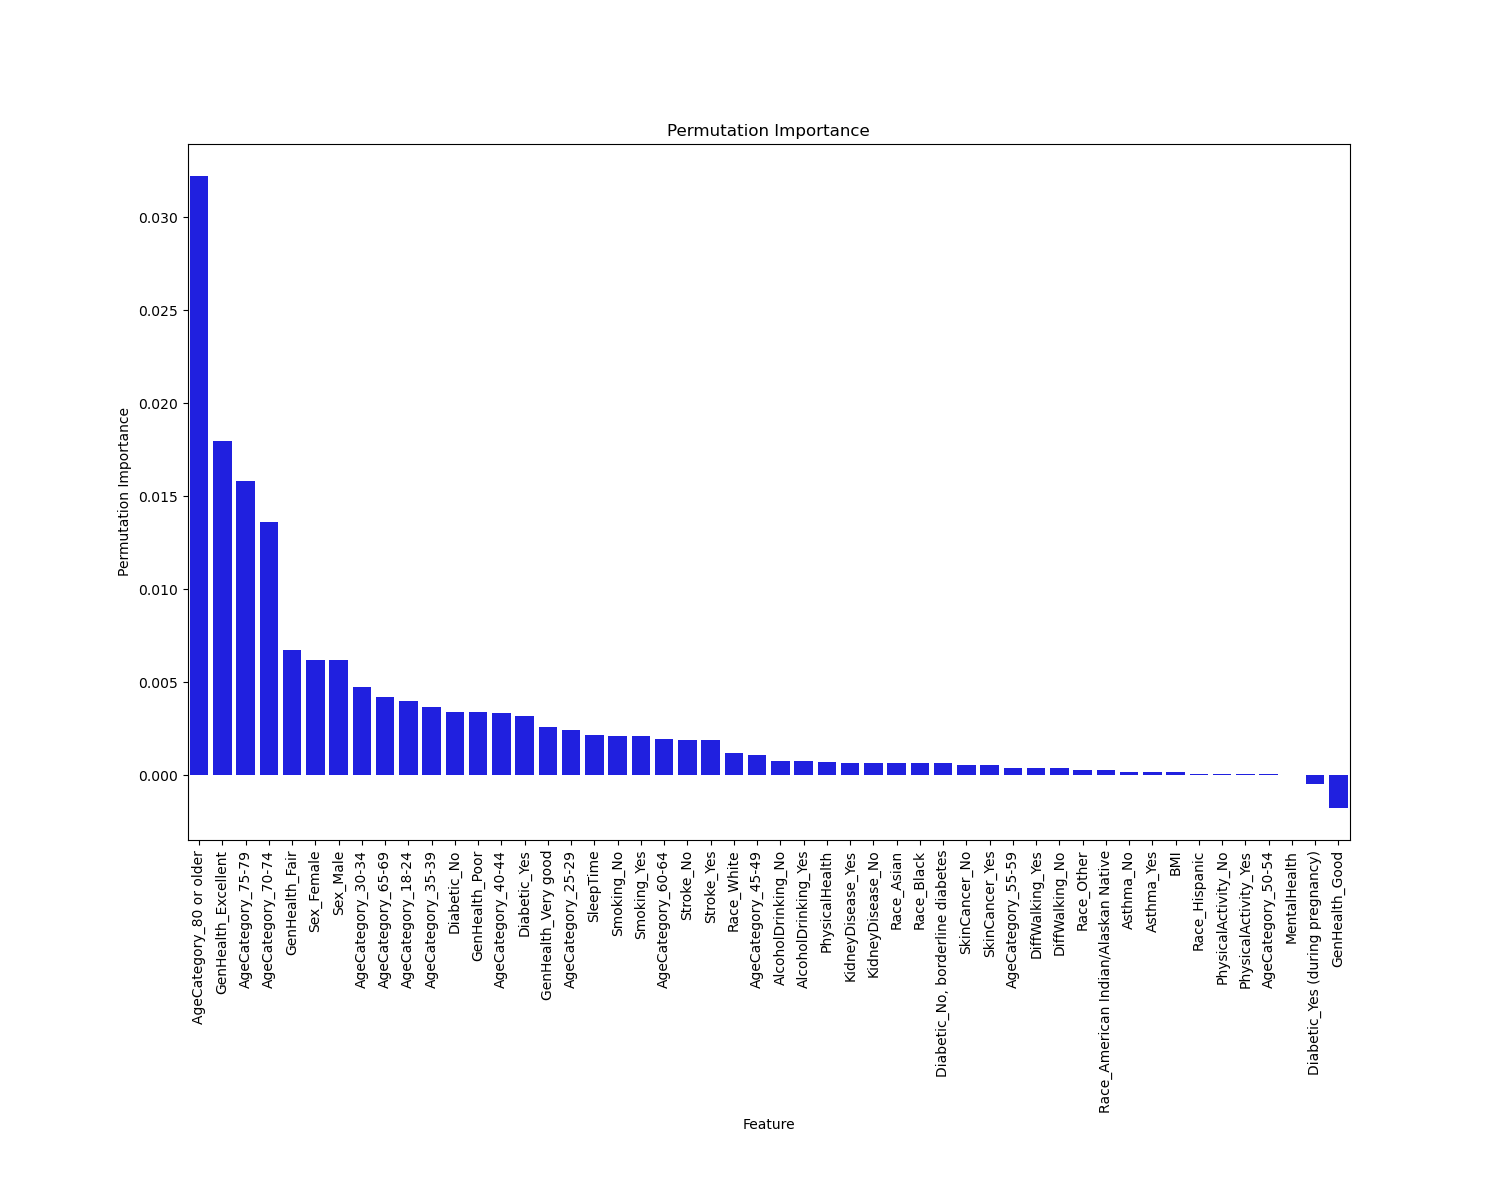 Permutation Importance
Permutation Importance
0.030
0.025
0.020
0.015
0.010
0.005
0.000
AgeCategory_80 or older
GenHealth_Excellent
AgeCategory_75-79
AgeCategory_70-74
GenHealth_Fair
Sex_Female
Sex_Male
AgeCategory_30-34
AgeCategory_65-69
AgeCategory_18-24
AgeCategory_35-39
Diabetic_No
GenHealth_Poor
AgeCategory_40-44
Diabetic_Yes
GenHealth_Very good
AgeCategory_25-29
SleepTime
Smoking_No
Smoking_Yes
AgeCategory_60-64
Stroke_No
Stroke_Yes
Race_White
AgeCategory_45-49
AlcoholDrinking_No
AlcoholDrinking_Yes
PhysicalHealth
KidneyDisease_Yes
KidneyDisease_No
Race_Asian
Race_Black
Diabetic_No, borderline diabetes
SkinCancer_No
SkinCancer_Yes
AgeCategory_55-59
DiffWalking_Yes
DiffWalking_No
Race_Other
Race_American Indian/Alaskan Native
Asthma_No
Asthma_Yes
BMI
Race_Hispanic
PhysicalActivity_No
PhysicalActivity_Yes
AgeCategory_50-54
MentalHealth
Diabetic_Yes (during pregnancy)
GenHealth_Good
Feature